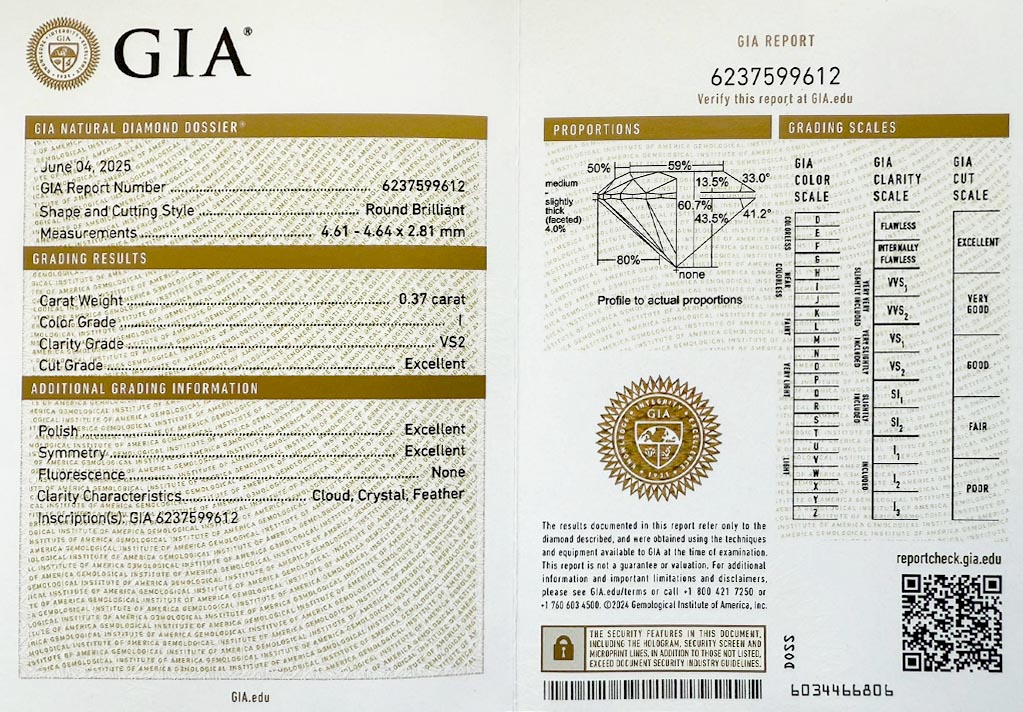 GIA®
GIA NATURAL DIAMOND DOSSIER®
June 04, 2025
GIA Report Number 6237599612
Shape and Cutting Style Round Brilliant
Measurements 4.61 - 4.64 x 2.81 mm
GRADING RESULTS
Carat Weight 0.37 carat
Color Grade I
Clarity Grade VS2
Cut Grade Excellent
ADDITIONAL GRADING INFORMATION
Polish Excellent
Symmetry Excellent
Fluorescence None
Clarity Characteristics Cloud, Crystal, Feather
Inscription(s): GIA 6237599612
GIA.edu
GIA REPORT
6237599612
Verify this report at GIA.edu
PROPORTIONS
50%
59%
33.0°
13.5%
medium
-
slightly
thick
(faceted)
4.0%
60.7%
43.5%
41.2°
80%
none
Profile to actual proportions
GIA
The results documented in this report refer only to the
diamond described, and were obtained using the techniques
and equipment available to GIA at the time of examination.
This report is not a guarantee or valuation. For additional
information and important limitations and disclaimers,
please see GIA.edu/terms or call +1 800 421 7250 or
+1 760 603 4500. ©2024 Gemological Institute of America, Inc.
THE SECURITY FEATURES IN THIS DOCUMENT,
INCLUDING THE HOLOGRAM, SECURITY SCREEN AND
MICROPRINT LINES, IN ADDITION TO THOSE NOT LISTED,
EXCEED DOCUMENT SECURITY INDUSTRY GUIDELINES.
GRADING SCALES
GIA
COLOR
SCALE
COLORLESS
D
E
F
NEAR
COLORLESS
G
H
I
J
FAINT
K
L
M
VERY LIGHT
N
O
P
Q
R
LIGHT
S
T
U
V
W
X
Y
Z
GIA
CLARITY
SCALE
FLAWLESS
INTERNALLY
FLAWLESS
VERY VERY
SLIGHTLY INCLUDED
VVS1
VVS2
VERY SLIGHTLY
INCLUDED
VS1
VS2
SLIGHTLY
INCLUDED
SI1
SI2
INCLUDED
I1
I2
I3
GIA
CUT
SCALE
EXCELLENT
VERY
GOOD
GOOD
FAIR
POOR
reportcheck.gia.edu
6034466806